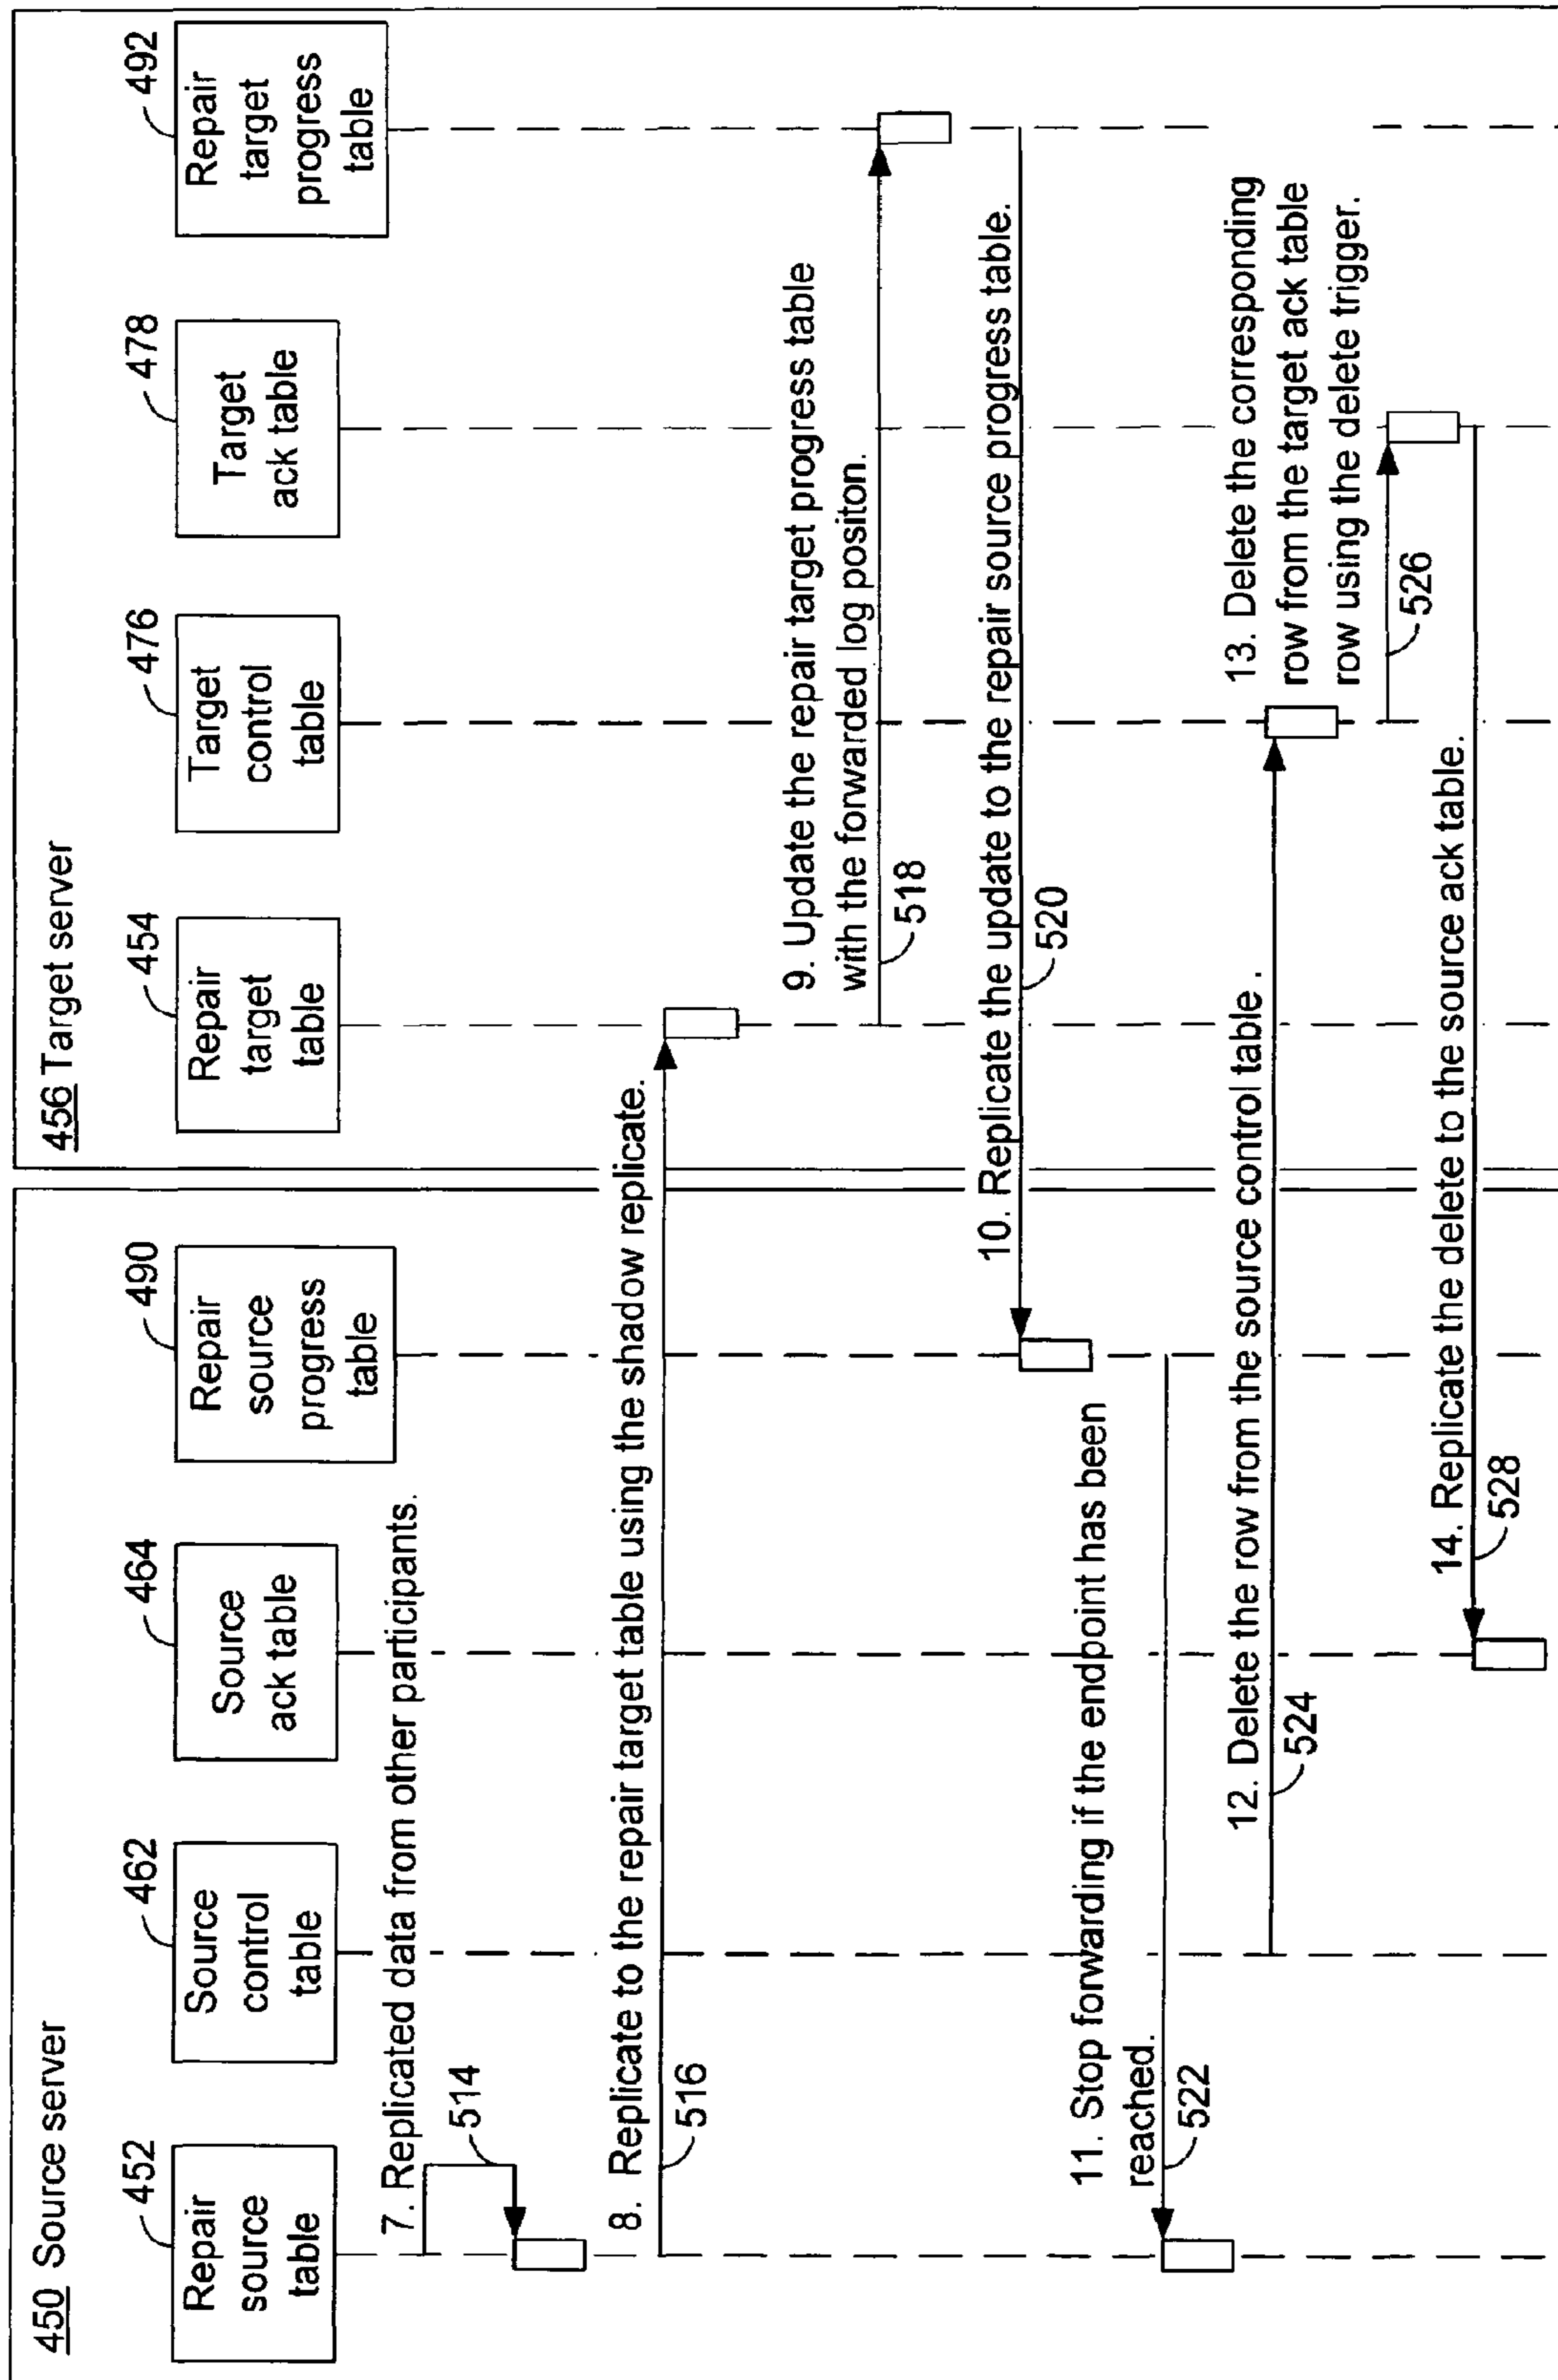 450 Source server
452
Repair
source
table
462
Source
control
table
464
Source
ack table
490
Repair
source
progress
table
456 Target server
454
Repair
target
table
476
Target
control
table
478
Target
ack table
492
Repair
target
progress
table
7. Replicated data from other participants.
514
8. Replicate to the repair target table using the shadow replicate.
516
9. Update the repair target progress table
with the forwarded log positon.
518
10. Replicate the update to the repair source progress table.
520
11. Stop forwarding if the endpoint has been
reached.
522
12. Delete the row from the source control table .
524
13. Delete the corresponding
row from the target ack table
row using the delete trigger.
526
14. Replicate the delete to the source ack table.
528